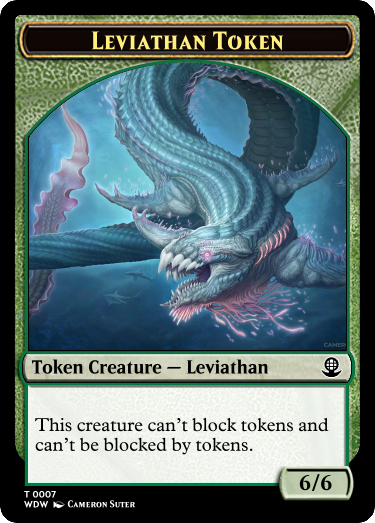 Leviathan Token
CAMER
Token Creature — Leviathan
This creature can't block tokens and
can't be blocked by tokens.
6/6
T 0007
WDW Cameron Suter